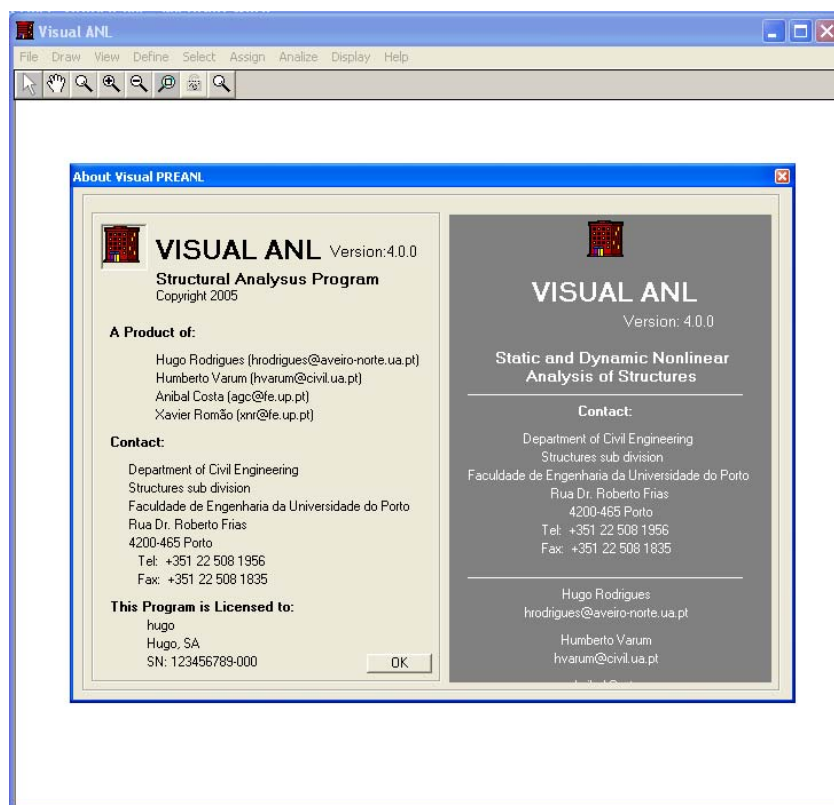 Visual ANL
File Draw View Define Select Assign Analize Display Help
About Visual PREANL
VISUAL ANL Version:4.0.0
Structural Analysus Program
Copyright 2005
A Product of:
Hugo Rodrigues (hrodrigues@aveiro-norte.ua.pt)
Humberto Varum (hvarum@civil.ua.pt)
Anibal Costa (agc@fe.up.pt)
Xavier Romão (xnr@fe.up.pt)
Contact:
Department of Civil Engineering
Structures sub division
Faculdade de Engenharia da Universidade do Porto
Rua Dr. Roberto Frias
4200-465 Porto
Tel: +351 22 508 1956
Fax: +351 22 508 1835
This Program is Licensed to:
hugo
Hugo, SA
SN: 123456789-000
OK
VISUAL ANL
Version: 4.0.0
Static and Dynamic Nonlinear
Analysis of Structures
Contact:
Department of Civil Engineering
Structures sub division
Faculdade de Engenharia da Universidade do Porto
Rua Dr. Roberto Frias
4200-465 Porto
Tel: +351 22 508 1956
Fax: +351 22 508 1835
Hugo Rodrigues
hrodrigues@aveiro-norte.ua.pt
Humberto Varum
hvarum@civil.ua.pt